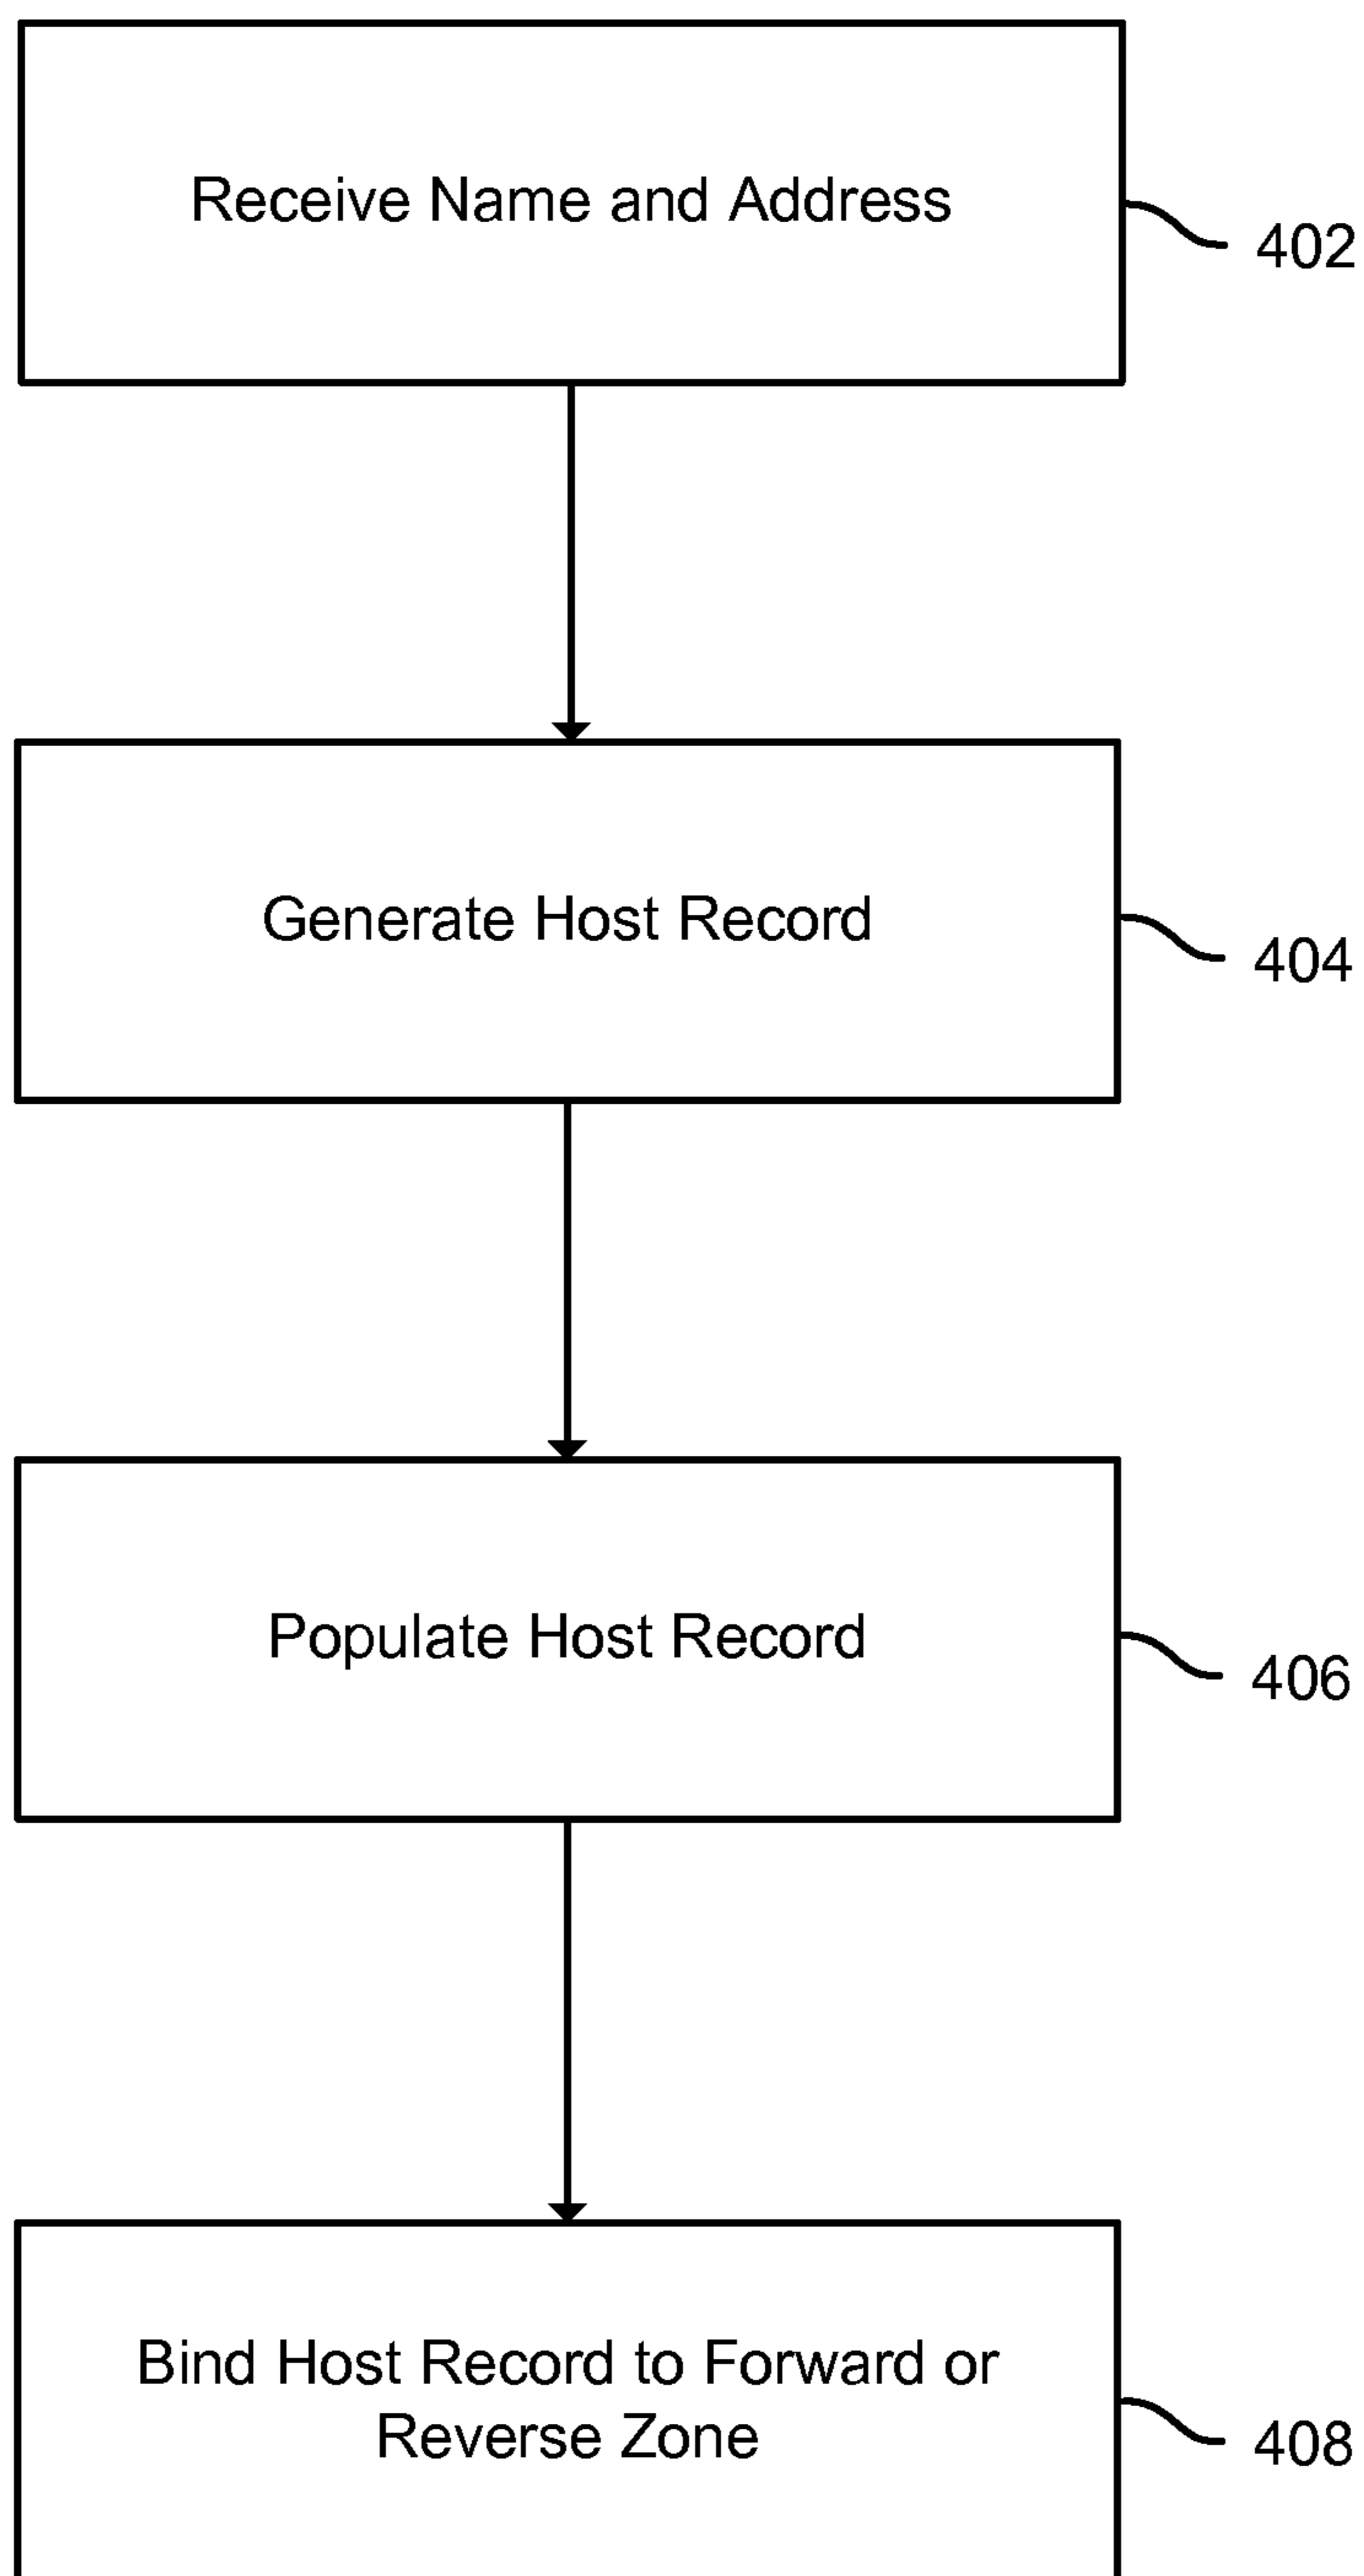 Receive Name and Address
402
Generate Host Record
404
Populate Host Record
406
Bind Host Record to Forward or
Reverse Zone
408